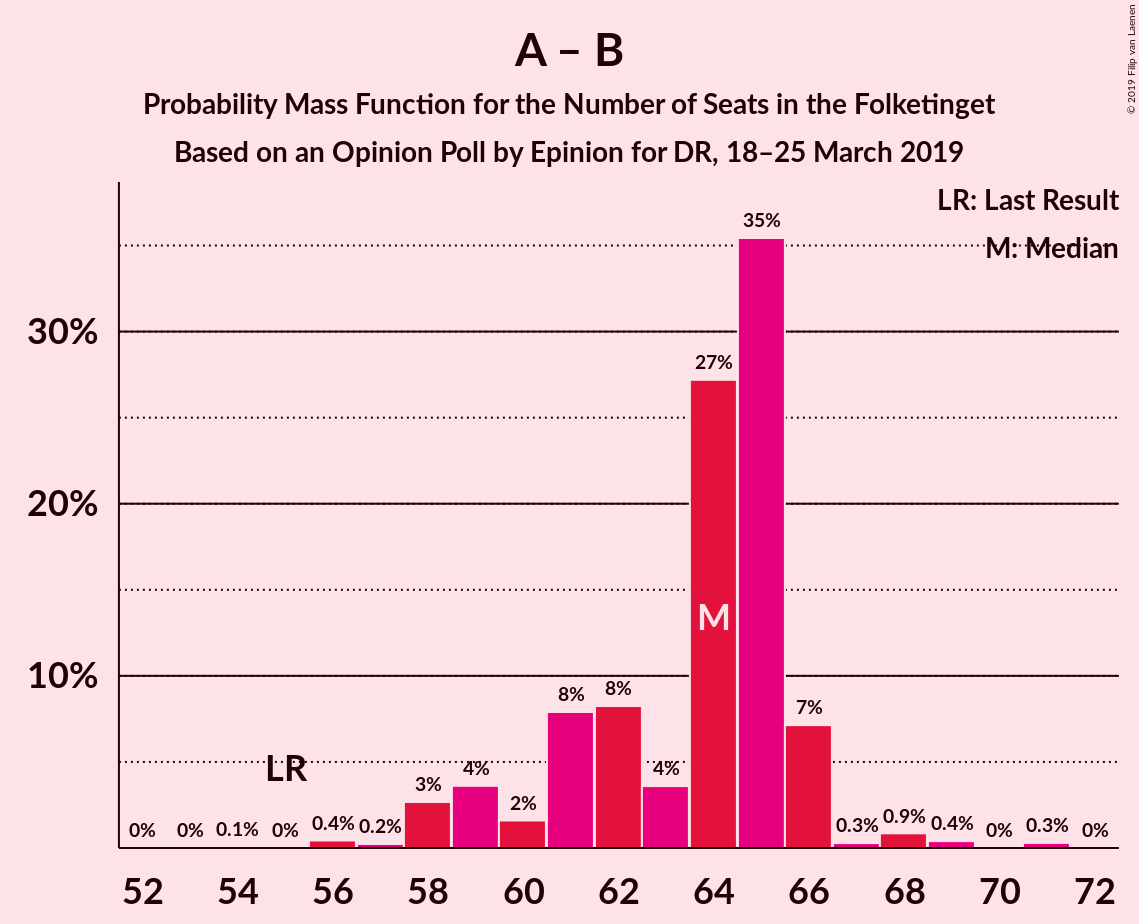 A – B
Probability Mass Function for the Number of Seats in the Folketinget
Based on an Opinion Poll by Epinion for DR, 18–25 March 2019
© 2019 Filip van Laenen
LR: Last Result
M: Median
30%
20%
10%
0%
0%
0.1%
0%
0.4%
0.2%
3%
4%
2%
8%
8%
4%
27%
35%
7%
0.3%
0.9%
0.4%
0%
0.3%
0%
LR
M
52 54 56 58 60 62 64 66 68 70 72